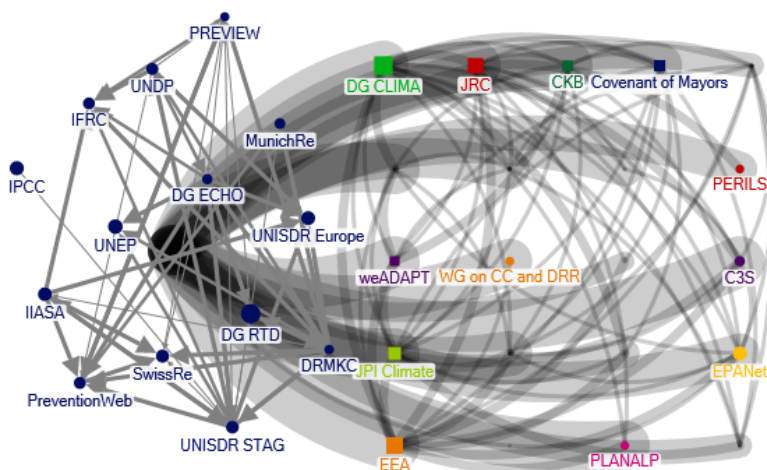 PREVIEW
UNDP
DG CLIMA
JRC
CKB
Covenant of Mayors
IFRC
MunichRe
IPCC
DG ECHO
PERILS
UNEP
UNISDR Europe
weADAPT
WG on CC and DRR
C3S
IIASA
DG RTD
SwissRe
DRMKC
JPI Climate
EPANet
PreventionWeb
UNISDR STAG
EEA
PLANALP